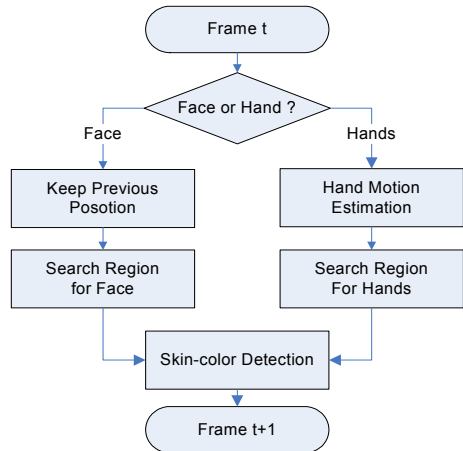 Frame t
Face or Hand ?
Face
Hands
Keep Previous
Posotion
Hand Motion
Estimation
Search Region
for Face
Search Region
For Hands
Skin-color Detection
Frame t+1